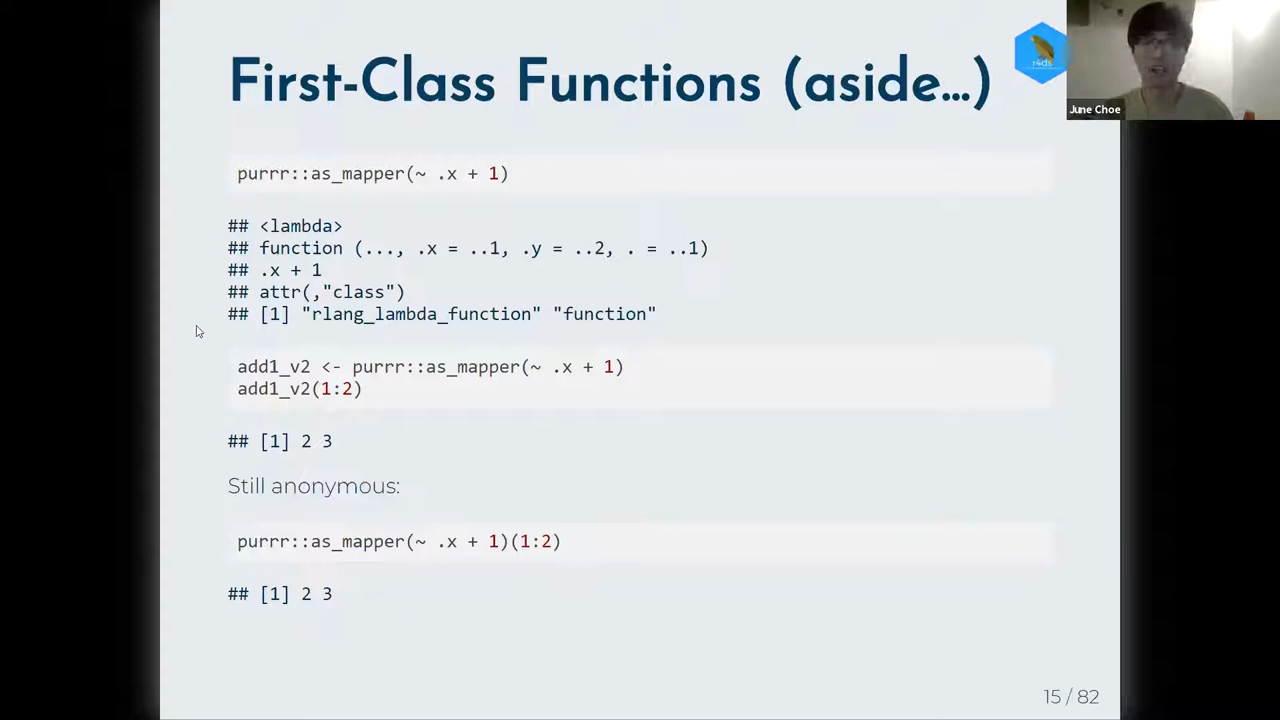 First-Class Functions (aside...)
r4ds
June Choe
purrr::as_mapper(~ .x + 1)
## <lambda>
## function (..., .x = ..1, .y = ..2, . = ..1)
## .x + 1
## attr(,"class")
## [1] "rlang_lambda_function" "function"
add1_v2 <- purrr::as_mapper(~ .x + 1)
add1_v2(1:2)
## [1] 2 3
Still anonymous:
purrr::as_mapper(~ .x + 1)(1:2)
## [1] 2 3
15 / 82